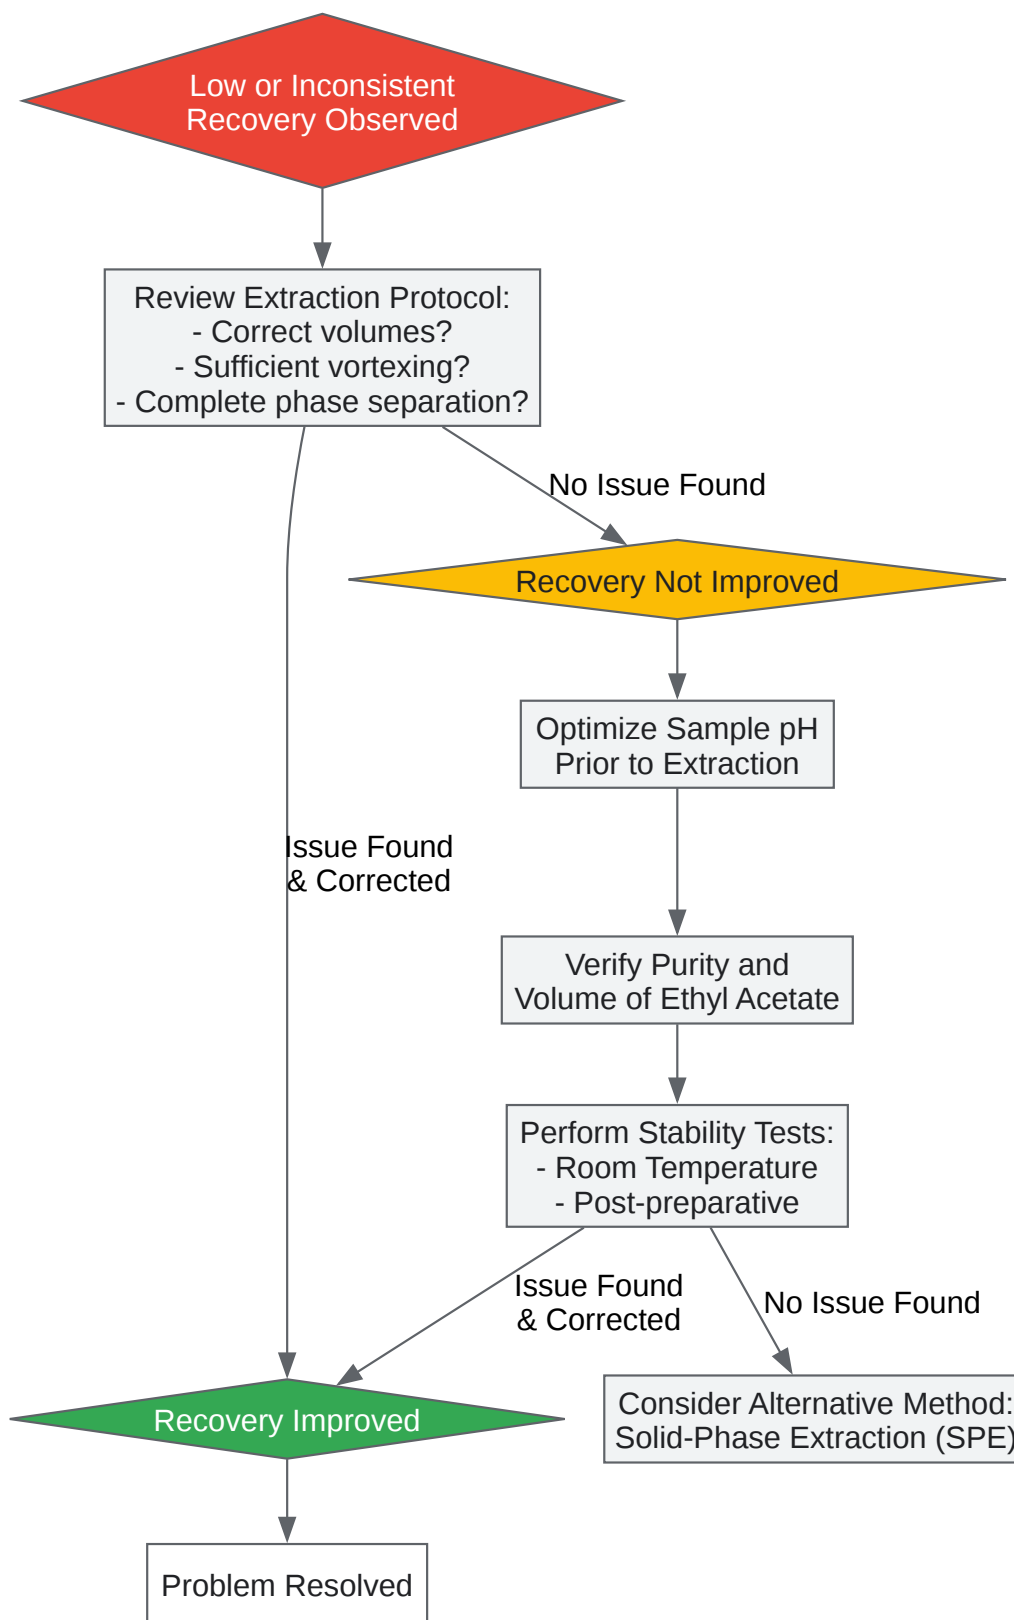 Low or Inconsistent
Recovery Observed
Review Extraction Protocol:
- Correct volumes?
- Sufficient vortexing?
- Complete phase separation?
No Issue Found
Recovery Not Improved
Optimize Sample pH
Prior to Extraction
Issue Found
& Corrected
Verify Purity and
Volume of Ethyl Acetate
Perform Stability Tests:
- Room Temperature
- Post-preparative
Issue Found
& Corrected
No Issue Found
Recovery Improved
Consider Alternative Method:
Solid-Phase Extraction (SPE)
Problem Resolved